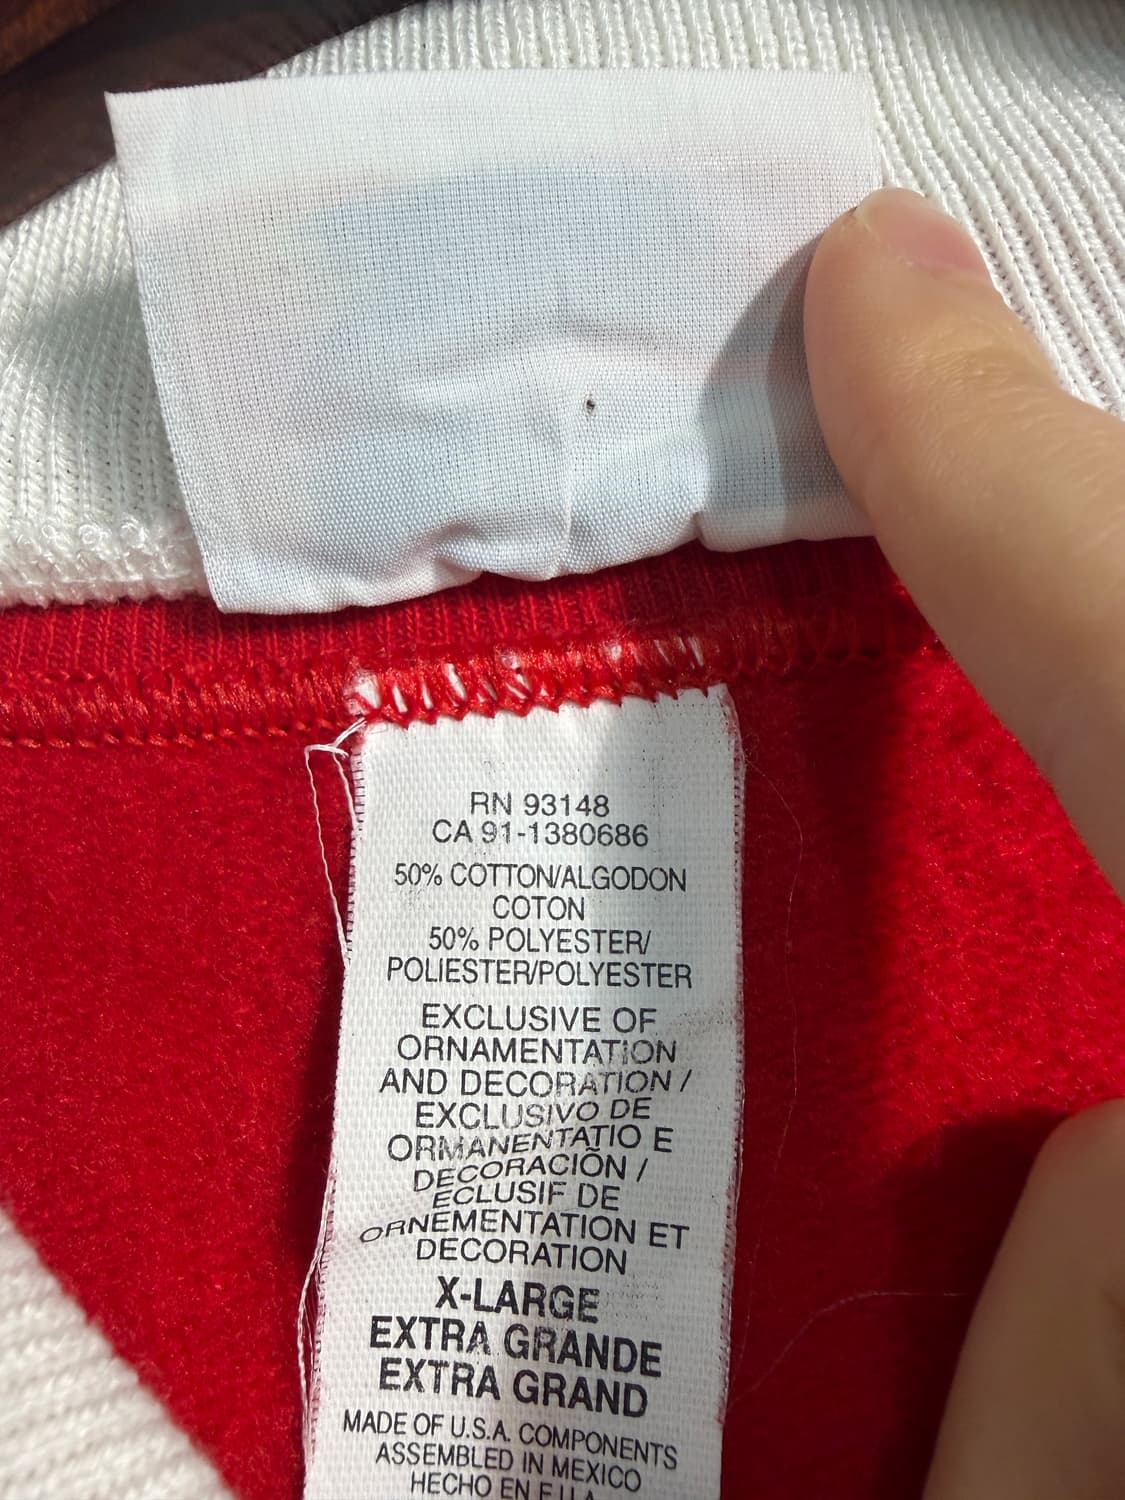 RN 93148
CA 91-1380686
50% COTTON/ALGODON
COTON
50% POLYESTER/
POLIESTER/POLYESTER
EXCLUSIVE OF
ORNAMENTATION
AND DECORATION /
EXCLUSIVO DE
ORMANENTATIO E
DECORACIÕN /
ECLUSIF DE
ORNEMENTATION ET
DECORATION
X-LARGE
EXTRA GRANDE
EXTRA GRAND
MADE OF U.S.A. COMPONENTS
ASSEMBLED IN MEXICO
HECHO EN E.U.A.